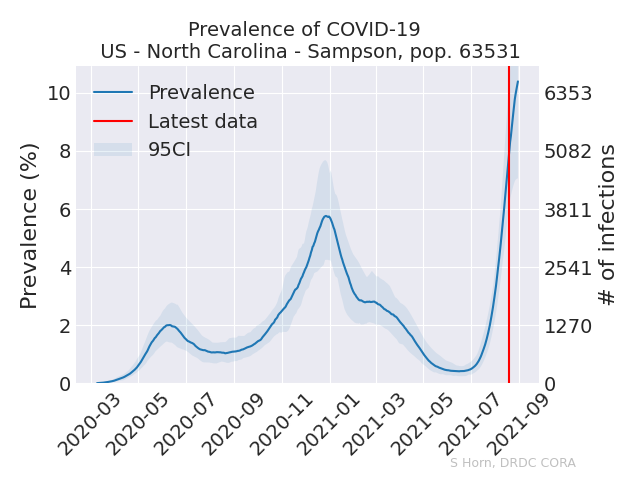 Prevalence of COVID-19
US - North Carolina - Sampson, pop. 63531
Prevalence
Latest data
95CI
Prevalence (%)
10
8
6
4
2
0
6353
5082
3811
2541
1270
0
# of infections
2020-03
2020-05
2020-07
2020-09
2020-11
2021-01
2021-03
2021-05
2021-07
2021-09
S Horn, DRDC CORA